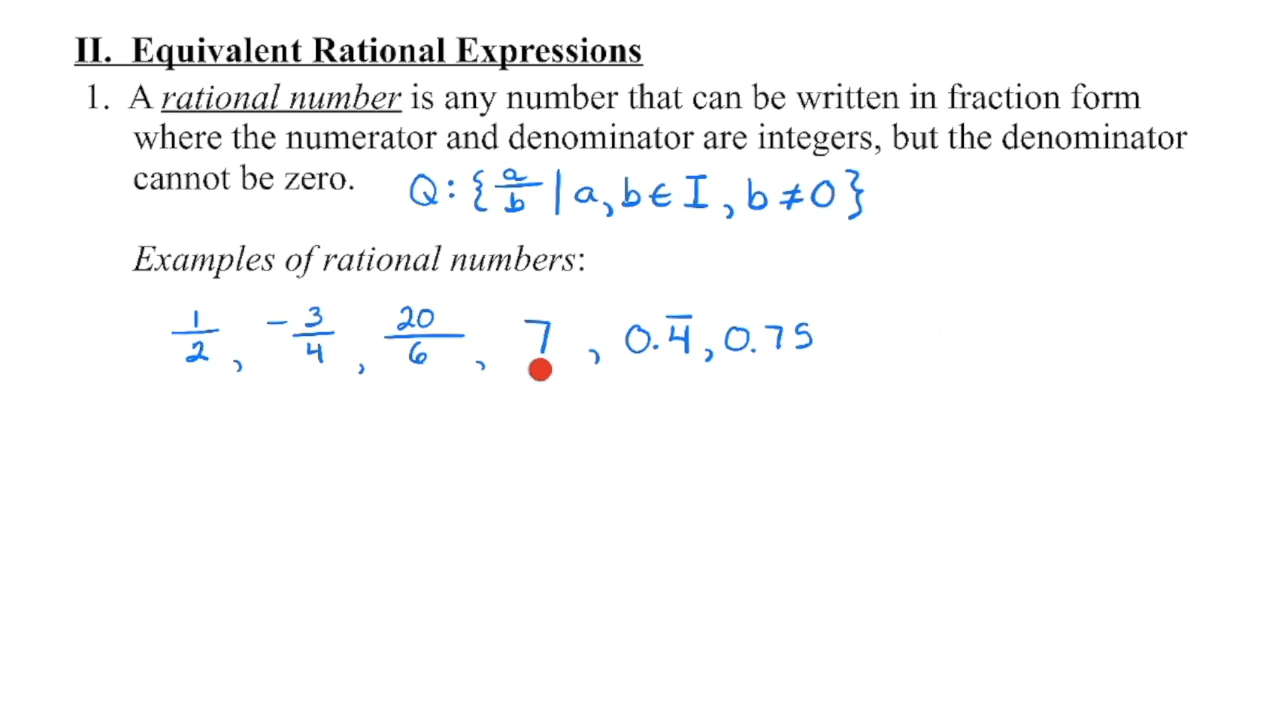 II. Equivalent Rational Expressions
1. A rational number is any number that can be written in fraction form
where the numerator and denominator are integers, but the denominator
cannot be zero. Q: {a/b | a, b ∈ I, b ≠ 0}
Examples of rational numbers:
1/2, -3/4, 20/6, 7, 0.4̅, 0.75